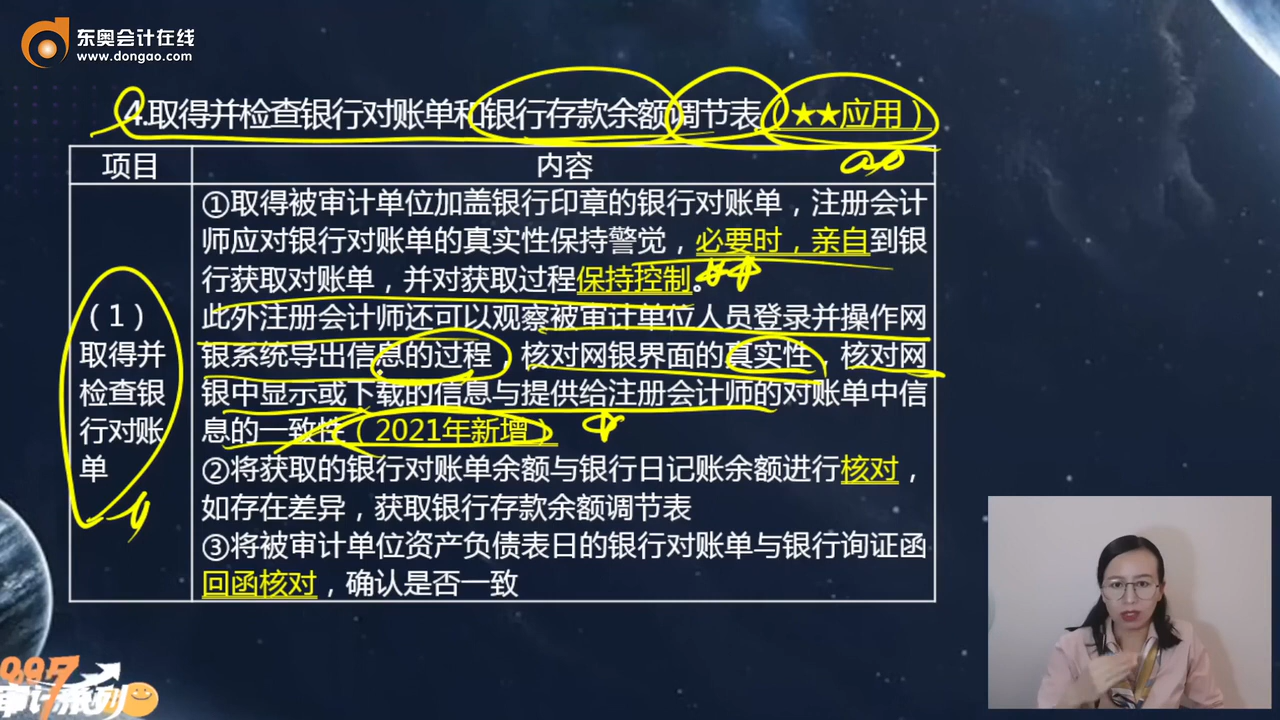 东奥会计在线
www.dongao.com
4.取得并检查银行对账单和银行存款余额调节表（★★应用）
项目
内容
（1）
取得并
检查银
行对账
单
①取得被审计单位加盖银行印章的银行对账单，注册会计
师应对银行对账单的真实性保持警觉，必要时，亲自到银
行获取对账单，并对获取过程保持控制。
此外注册会计师还可以观察被审计单位人员登录并操作网
银系统导出信息的过程，核对网银界面的真实性，核对网
银中显示或下载的信息与提供给注册会计师的对账单中信
息的一致性（2021年新增）
②将获取的银行对账单余额与银行日记账余额进行核对，
如存在差异，获取银行存款余额调节表
③将被审计单位资产负债表日的银行对账单与银行询证函
回函核对，确认是否一致
997
审计系列